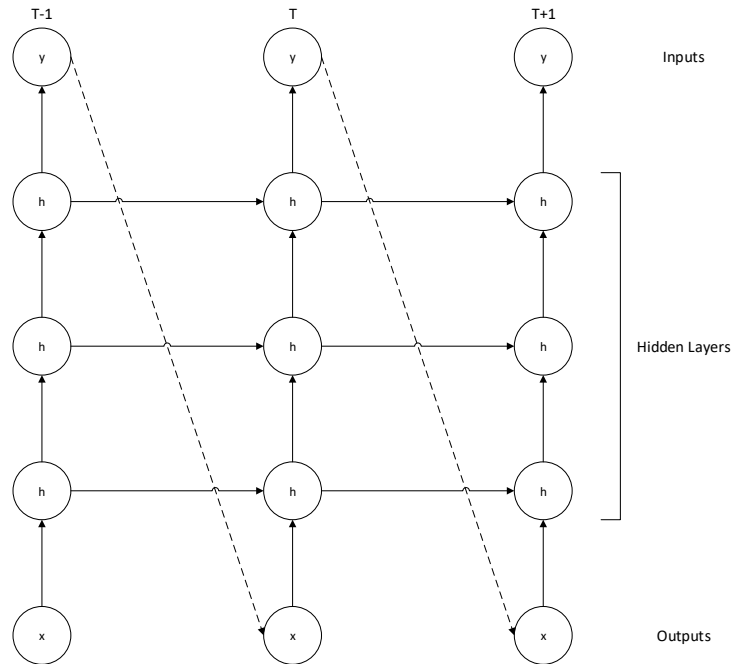 T-1 T T+1
y y y Inputs
h h h
h h h Hidden Layers
h h h
x x x Outputs